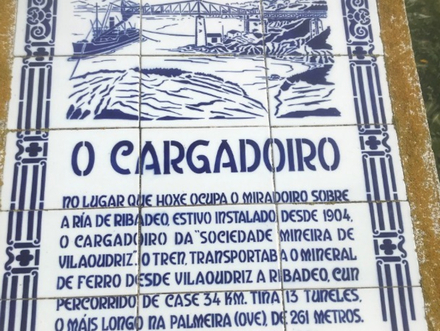 O CARGADOIRO
NO LUGAR QUE HOXE OCUPA O MIRADOIRO SOBRE
A RÍA DE RIBADEO, ESTIVO INSTALADO, DESDE 1904,
O CARGADOIRO DA "SOCIEDADE MINEIRA DE
VILAOUDRIZ". O TREN, TRANSPORTABA O MINERAL
DE FERRO DESDE VILAOUDRIZ A RIBADEO, CUN
PERCORRIDO DE CASE 34 KM. TIÑA 13 TUNELES,
O MÁIS LONGO NA PALMEIRA (OVE) DE 261 METROS.